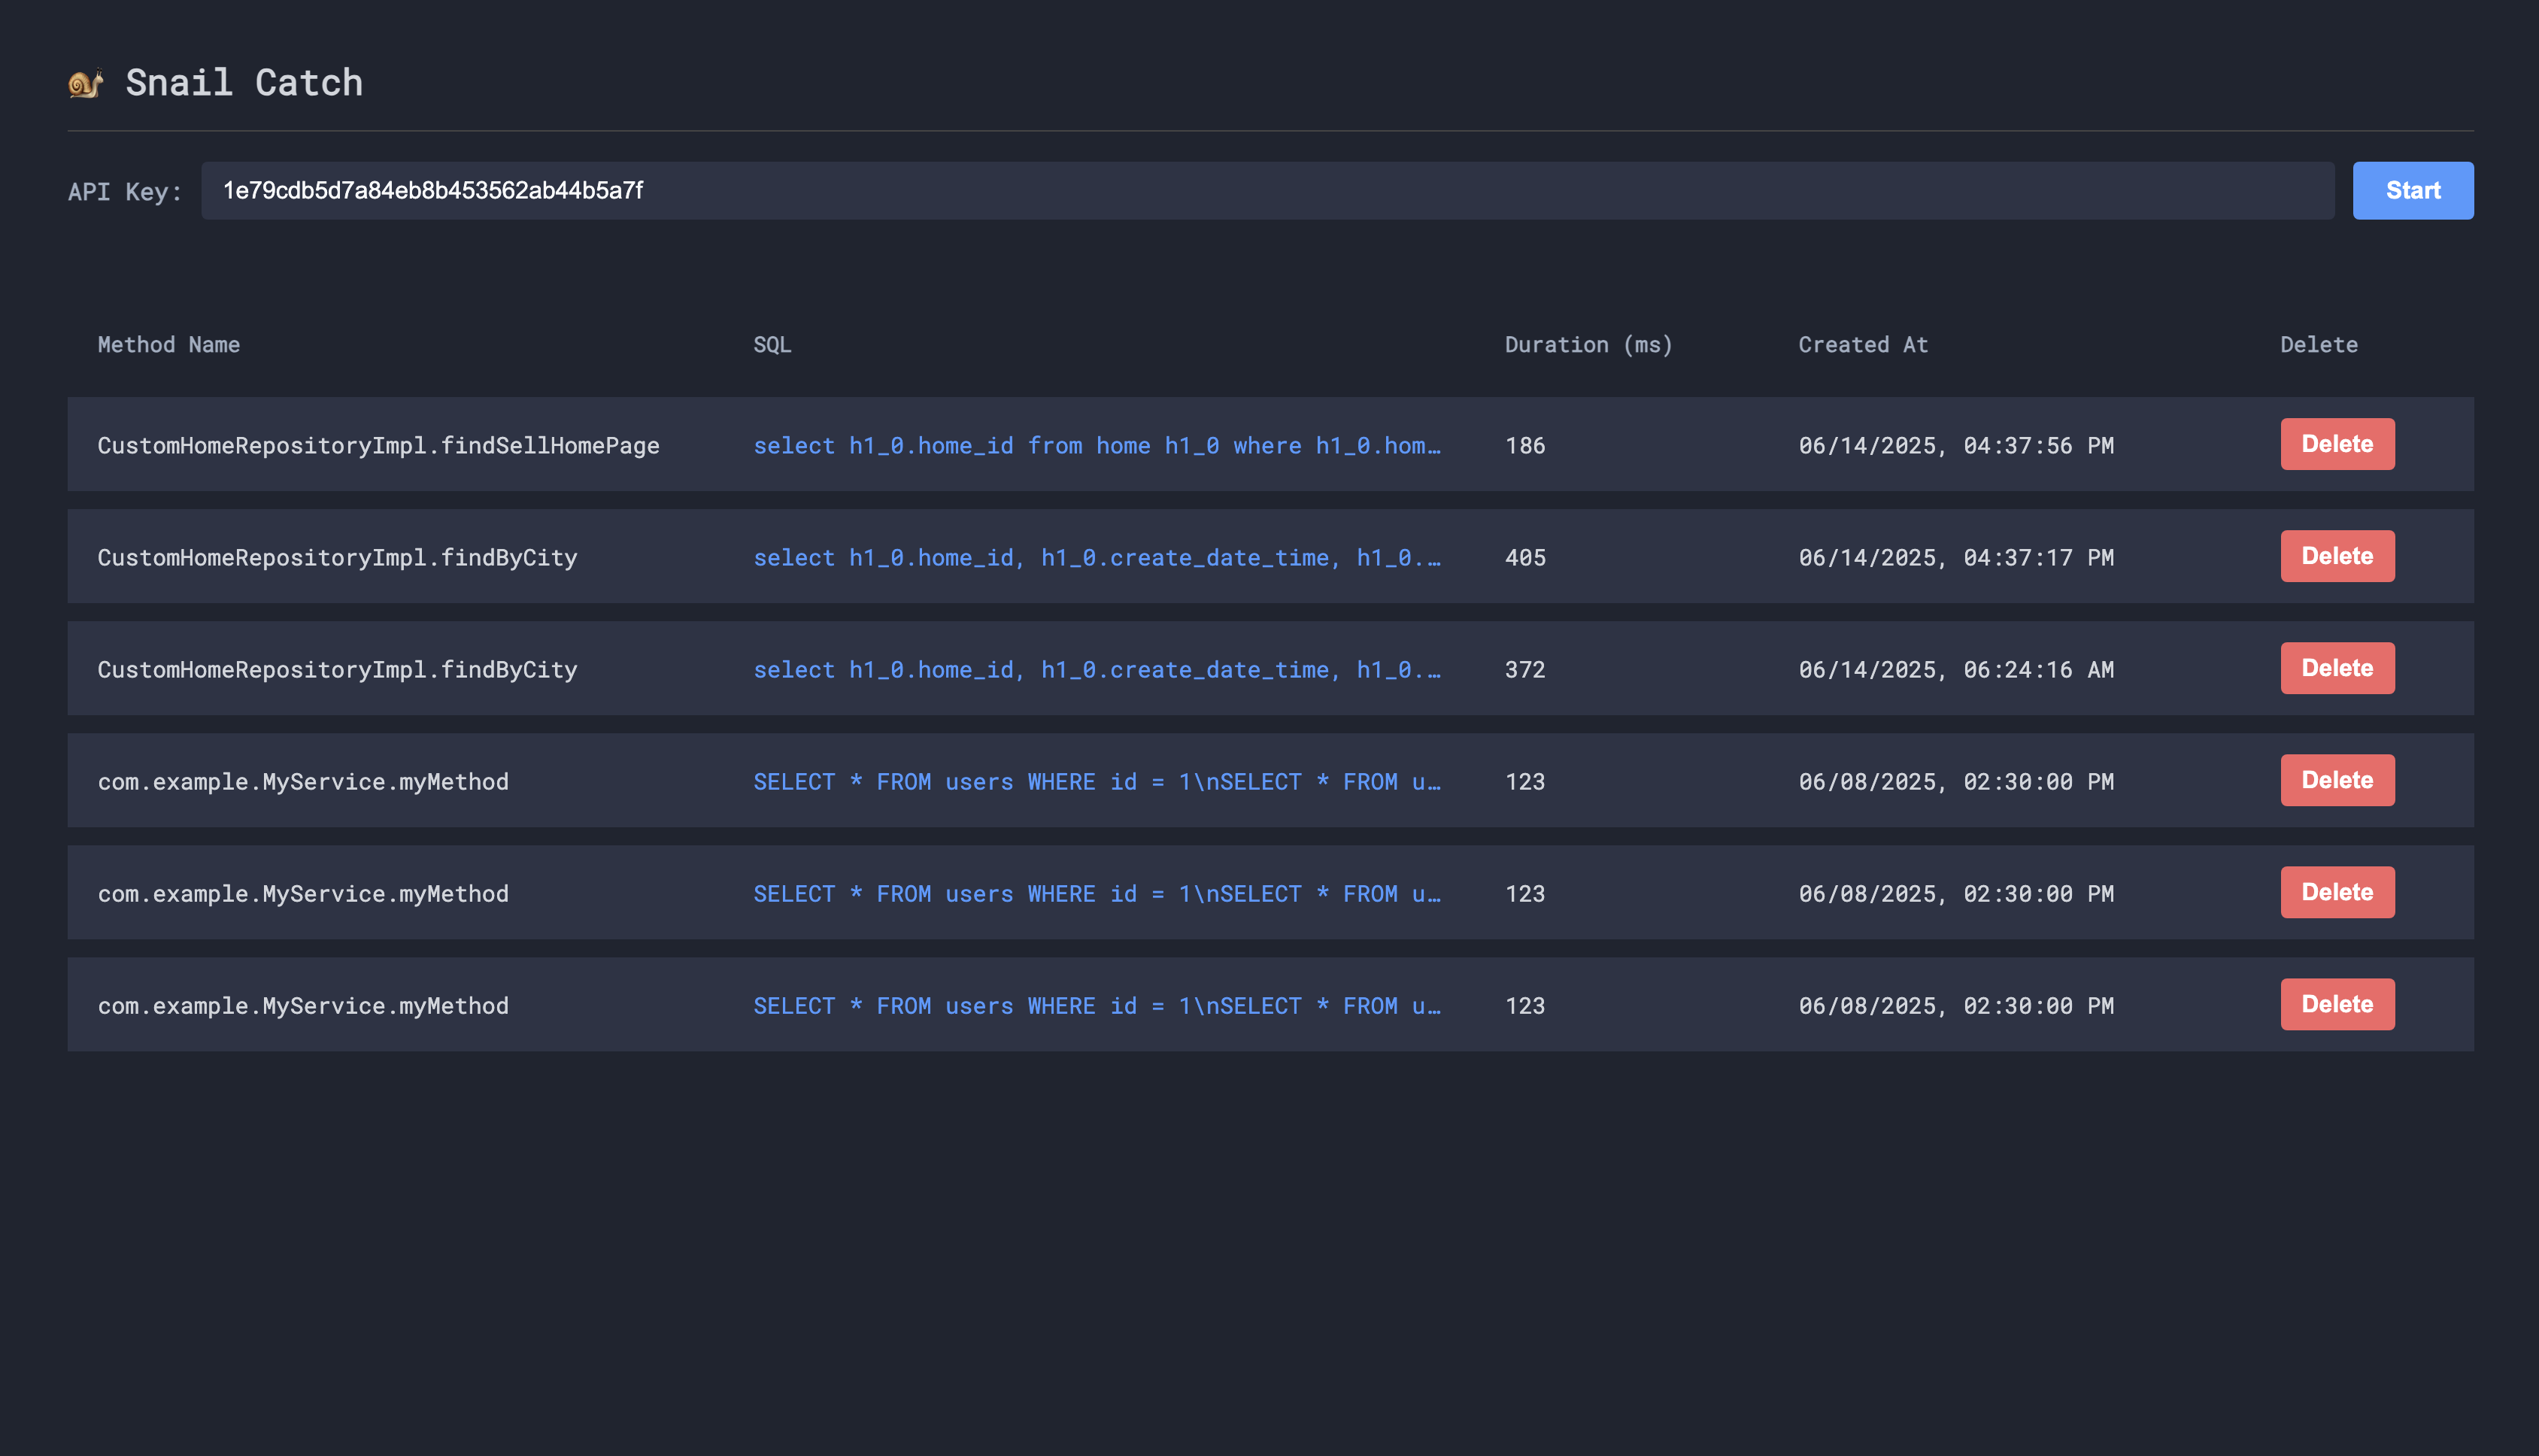 Snail Catch
API Key: 1e79cdb5d7a84eb8b453562ab44b5a7f Start
Method Name SQL Duration (ms) Created At Delete
CustomHomeRepositoryImpl.findSellHomePage select h1_0.home_id from home h1_0 where h1_0.hom… 186 06/14/2025, 04:37:56 PM Delete
CustomHomeRepositoryImpl.findByCity select h1_0.home_id, h1_0.create_date_time, h1_0.… 405 06/14/2025, 04:37:17 PM Delete
CustomHomeRepositoryImpl.findByCity select h1_0.home_id, h1_0.create_date_time, h1_0.… 372 06/14/2025, 06:24:16 AM Delete
com.example.MyService.myMethod SELECT * FROM users WHERE id = 1\nSELECT * FROM u… 123 06/08/2025, 02:30:00 PM Delete
com.example.MyService.myMethod SELECT * FROM users WHERE id = 1\nSELECT * FROM u… 123 06/08/2025, 02:30:00 PM Delete
com.example.MyService.myMethod SELECT * FROM users WHERE id = 1\nSELECT * FROM u… 123 06/08/2025, 02:30:00 PM Delete